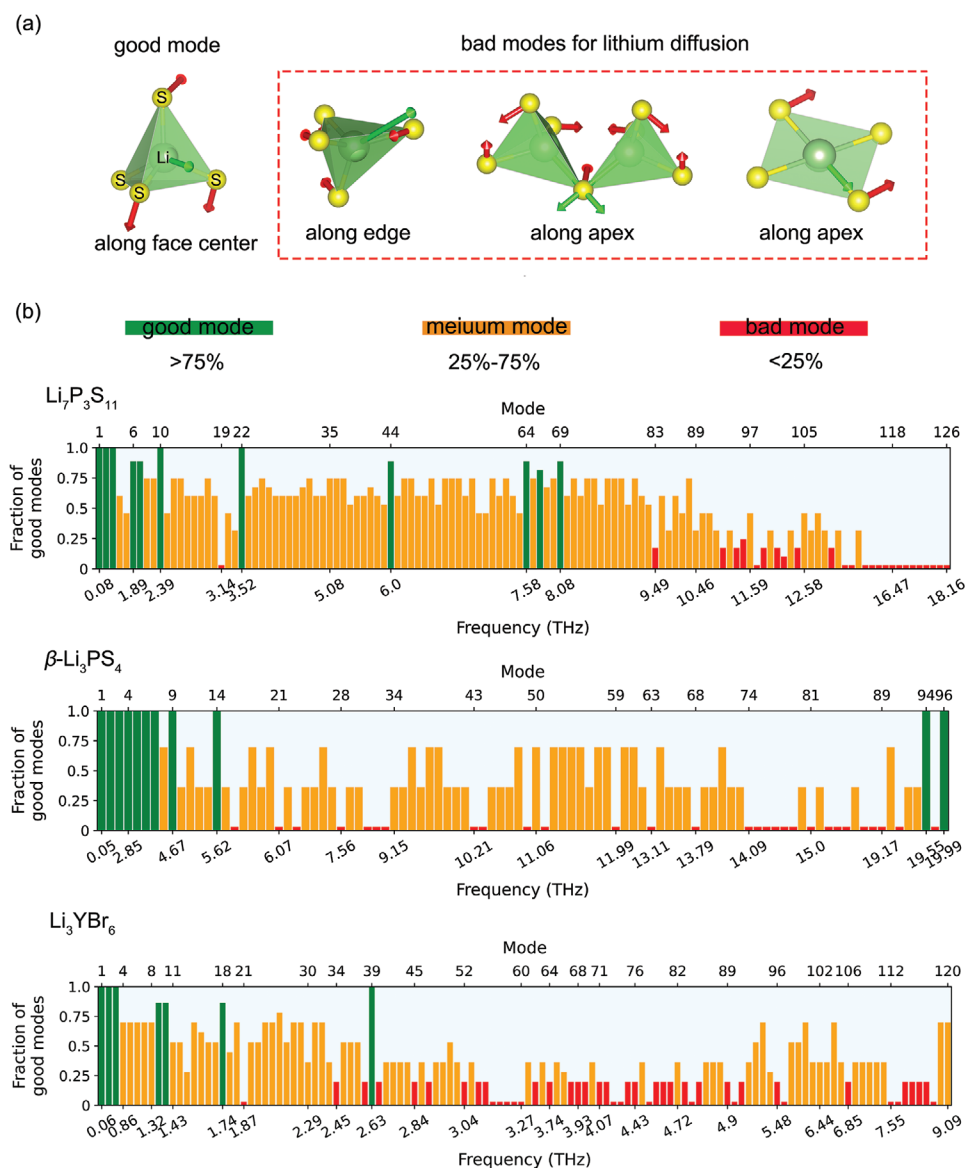 (a)
good mode
bad modes for lithium diffusion
S
Li
S
S
S
along face center
along edge
along apex
along apex
(b)
good mode
meiuum mode
bad mode
>75%
25%-75%
<25%
Li7P3S11
Mode
1 6 10 19 22 35 44 64 69 83 89 97 105 118 126
Fraction of
good modes
1.0
0.75
0.5
0.25
0
0.08 1.89 2.39 3.14 3.52 5.08 6.0 7.58 8.08 9.49 10.46 11.59 12.58 16.47 18.16
Frequency (THz)
β-Li3PS4
Mode
1 4 9 14 21 28 34 43 50 59 63 68 74 81 89 94 96
Fraction of
good modes
1.0
0.75
0.5
0.25
0
0.05 2.85 4.67 5.62 6.07 7.56 9.15 10.21 11.06 11.99 13.11 13.79 14.09 15.0 19.17 19.55 19.99
Frequency (THz)
Li3YBr6
Mode
1 4 8 11 18 21 30 34 39 45 52 60 64 68 71 76 82 89 96 102 106 112 120
Fraction of
good modes
1.0
0.75
0.5
0.25
0
0.06 0.86 1.32 1.43 1.71 1.87 2.29 2.45 2.63 2.84 3.04 3.27 3.74 3.93 4.07 4.43 4.72 4.9 5.48 6.44 6.85 7.55 9.09
Frequency (THz)